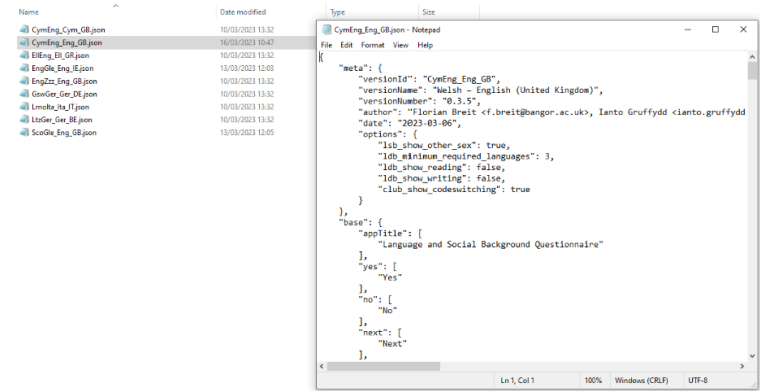 Name Date modified Type Size
CymEng_Cym_GB.json 10/03/2023 13:32
CymEng_Eng_GB.json 16/03/2023 10:47
EllEng_Ell_GR.json 10/03/2023 13:32
EngGle_Eng_IE.json 13/03/2023 12:03
EngZzz_Eng_GB.json 10/03/2023 13:32
GswGer_Ger_DE.json 10/03/2023 13:32
LmoIta_Ita_IT.json 10/03/2023 13:32
LtzGer_Ger_BE.json 10/03/2023 13:32
ScoGle_Eng_GB.json 13/03/2023 12:05
CymEng_Eng_GB.json - Notepad
File Edit Format View Help
{
"meta": {
"versionId": "CymEng_Eng_GB",
"versionName": "Welsh – English (United Kingdom)",
"versionNumber": "0.3.5",
"author": "Florian Breit <f.breit@bangor.ac.uk>, Ianto Gruffydd <ianto.gruffydd
"date": "2023-03-06",
"options": {
"lsb_show_other_sex": true,
"ldb_minimum_required_languages": 3,
"ldb_show_reading": false,
"ldb_show_writing": false,
"club_show_codeswitching": true
}
},
"base": {
"appTitle": [
"Language and Social Background Questionnaire"
],
"yes": [
"Yes"
],
"no": [
"No"
],
"next": [
"Next"
],
Ln 1, Col 1 100% Windows (CRLF) UTF-8